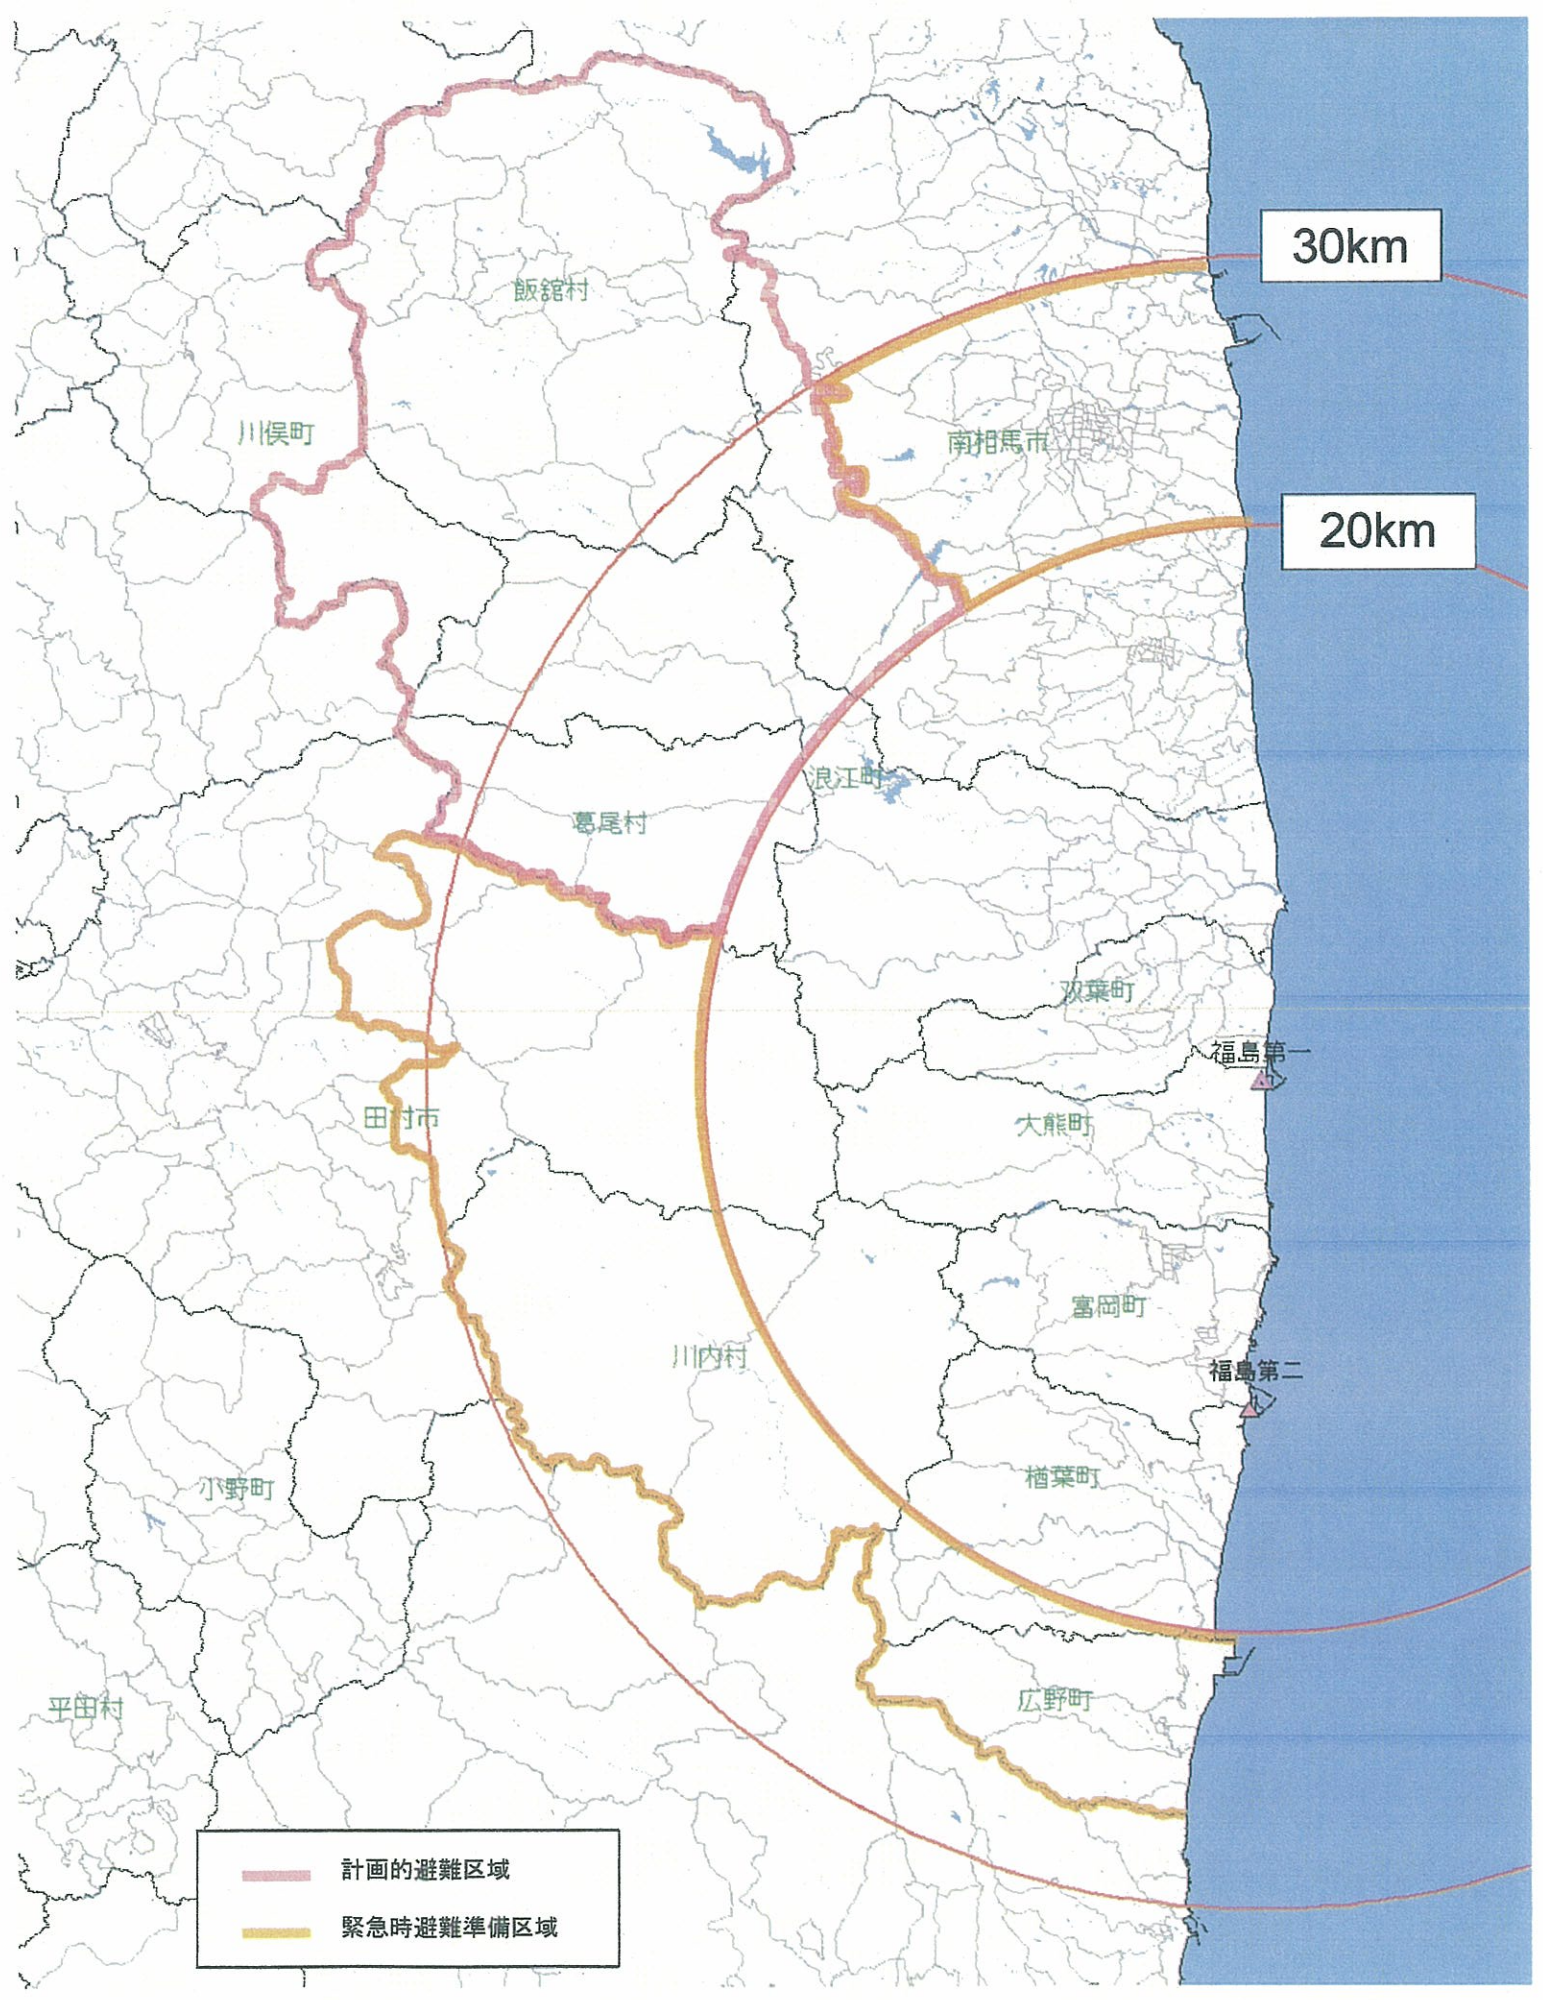 30km
飯舘村
川俣町
南相馬市
20km
浪江町
葛尾村
双葉町
福島第一
田村市
大熊町
富岡町
川内村
福島第二
楢葉町
小野町
広野町
平田村
計画的避難区域
緊急時避難準備区域